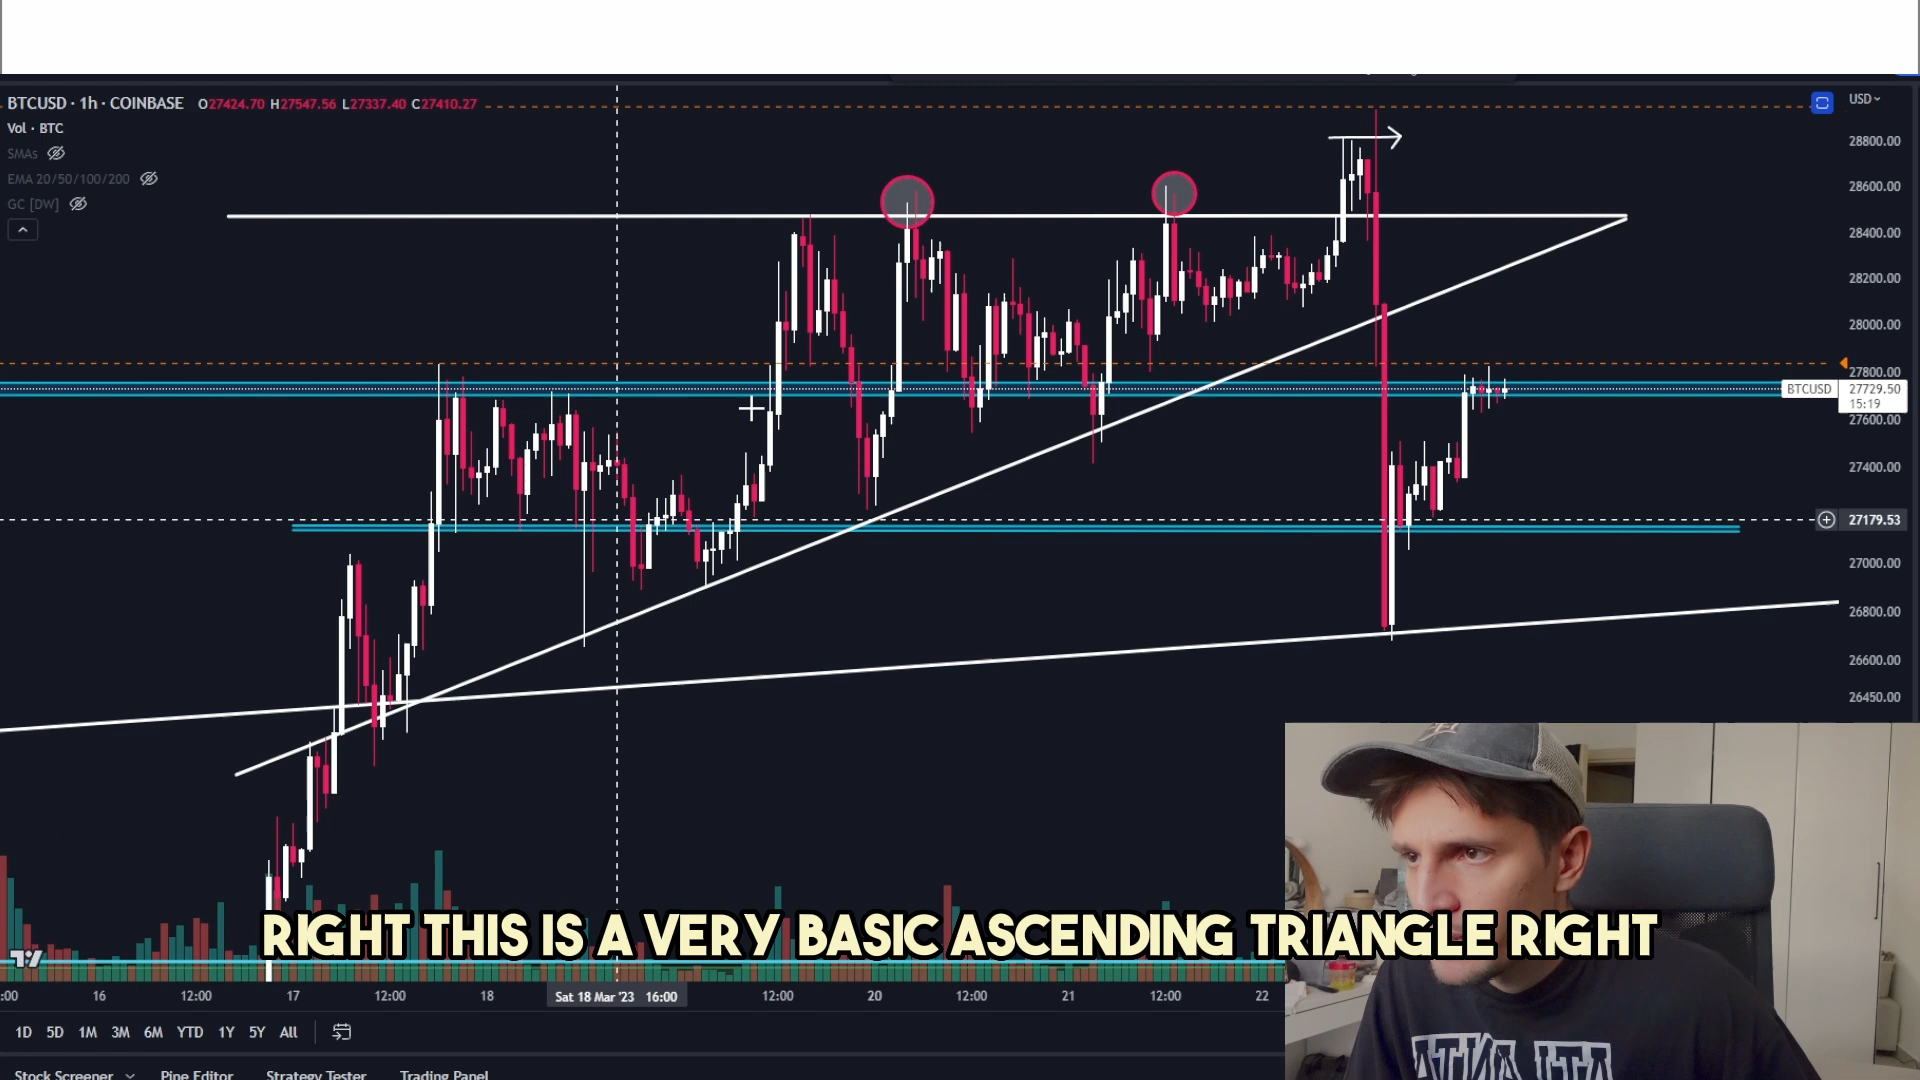 BTCUSD · 1h · COINBASE O27424.70 H27547.56 L27337.40 C27410.27
Vol · BTC
SMAs
EMA 20/50/100/200
GC [DW]
USD
28800.00
28600.00
28400.00
28200.00
28000.00
27800.00
BTCUSD 27729.50
15:19
27600.00
27400.00
27179.53
27000.00
26800.00
26600.00
26450.00
RIGHT THIS IS A VERY BASIC ASCENDING TRIANGLE RIGHT
:00 16 12:00 17 12:00 18 Sat 18 Mar '23 16:00 12:00 20 12:00 21 12:00 22
1D 5D 1M 3M 6M YTD 1Y 5Y All
Stock Screener Pine Editor Strategy Tester Trading Panel